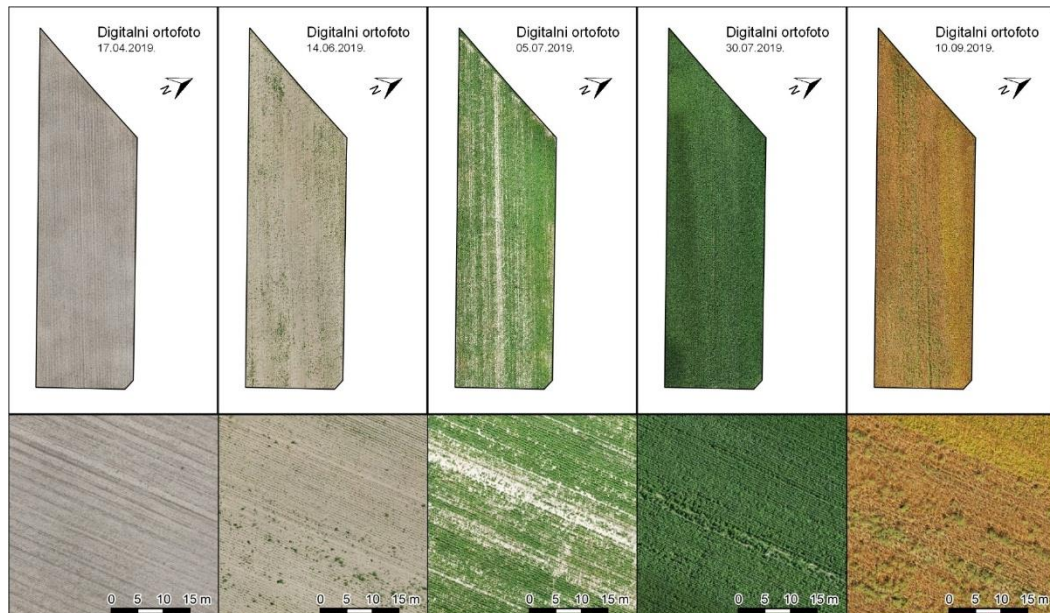 Digitalni ortofoto
17.04.2019.
N
Digitalni ortofoto
14.06.2019.
N
Digitalni ortofoto
05.07.2019.
N
Digitalni ortofoto
30.07.2019.
N
Digitalni ortofoto
10.09.2019.
N
0 5 10 15 m
0 5 10 15 m
0 5 10 15 m
0 5 10 15 m
0 5 10 15 m